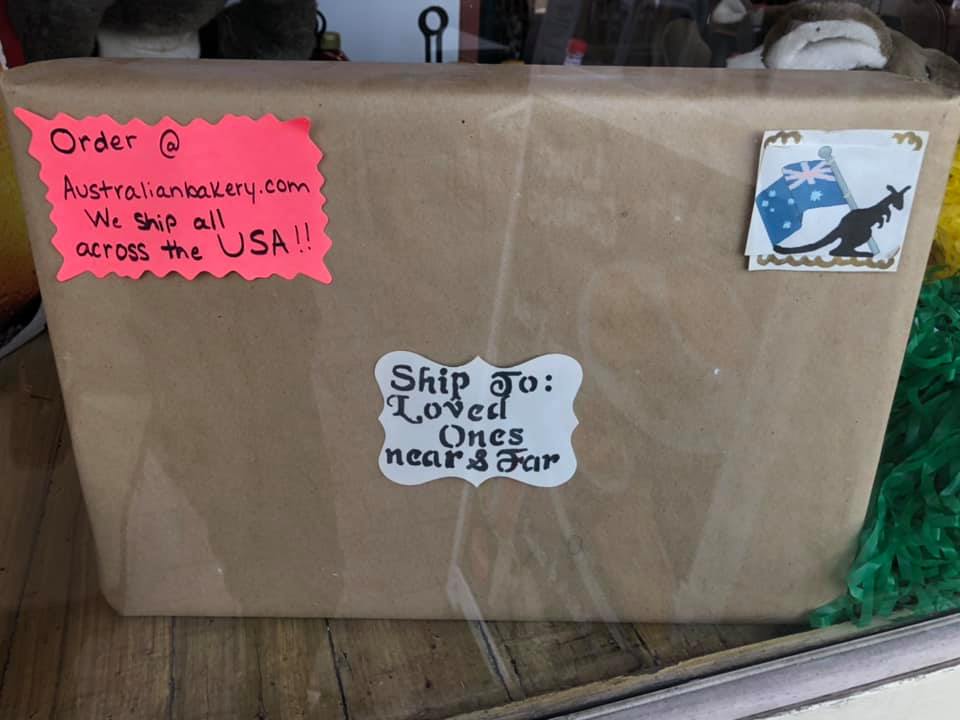 Order @
Australianbakery.com
We ship all
across the USA!!
Ship To:
Loved
Ones
near & Far